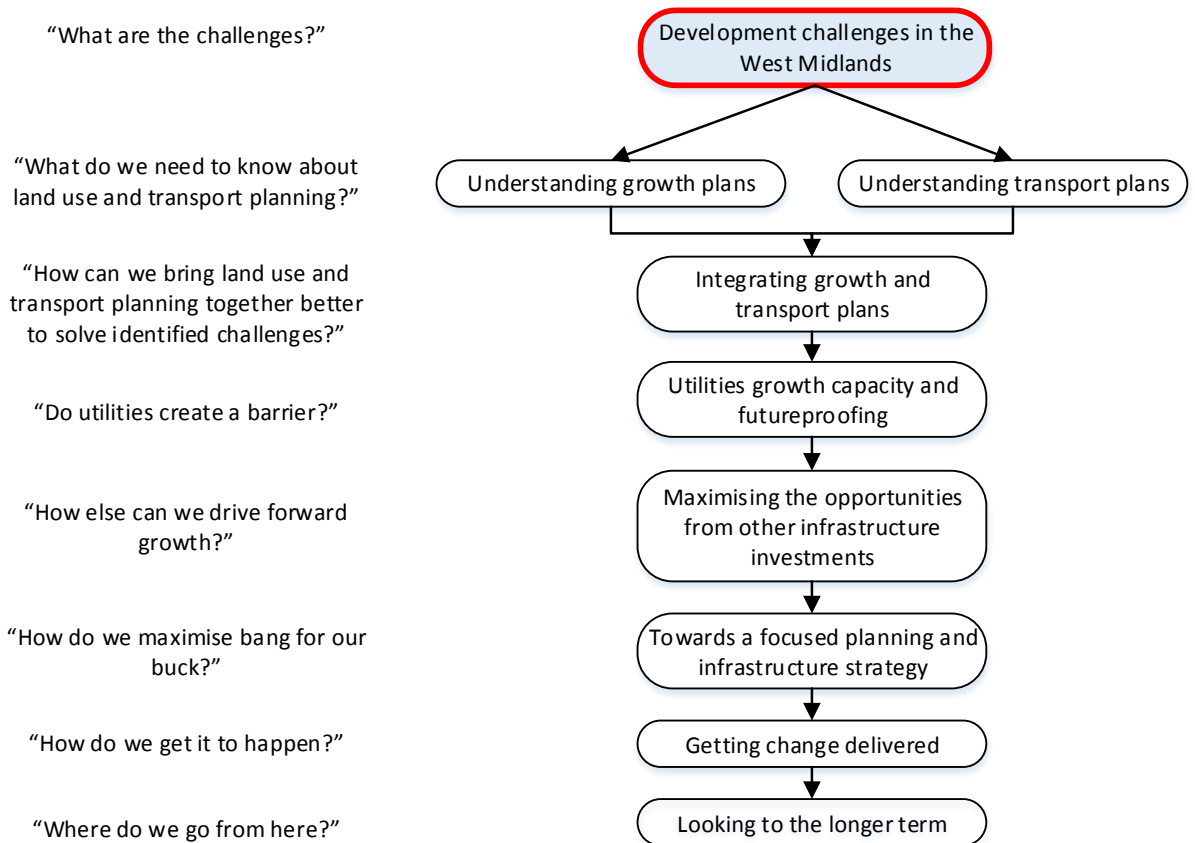 “What are the challenges?”
Development challenges in the
West Midlands
“What do we need to know about
land use and transport planning?”
Understanding growth plans
Understanding transport plans
“How can we bring land use and
transport planning together better
to solve identified challenges?”
Integrating growth and
transport plans
“Do utilities create a barrier?”
Utilities growth capacity and
futureproofing
“How else can we drive forward
growth?”
Maximising the opportunities
from other infrastructure
investments
“How do we maximise bang for our
buck?”
Towards a focused planning and
infrastructure strategy
“How do we get it to happen?”
Getting change delivered
“Where do we go from here?”
Looking to the longer term